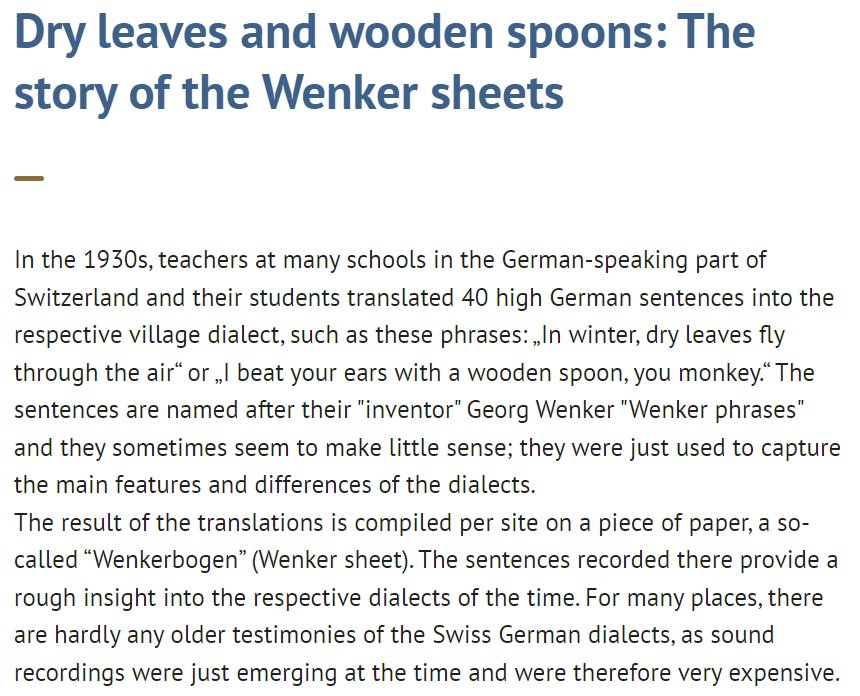 Dry leaves and wooden spoons: The
story of the Wenker sheets
In the 1930s, teachers at many schools in the German-speaking part of
Switzerland and their students translated 40 high German sentences into the
respective village dialect, such as these phrases: „In winter, dry leaves fly
through the air“ or „I beat your ears with a wooden spoon, you monkey.“ The
sentences are named after their "inventor" Georg Wenker "Wenker phrases"
and they sometimes seem to make little sense; they were just used to capture
the main features and differences of the dialects.
The result of the translations is compiled per site on a piece of paper, a so-
called “Wenkerbogen” (Wenker sheet). The sentences recorded there provide a
rough insight into the respective dialects of the time. For many places, there
are hardly any older testimonies of the Swiss German dialects, as sound
recordings were just emerging at the time and were therefore very expensive.